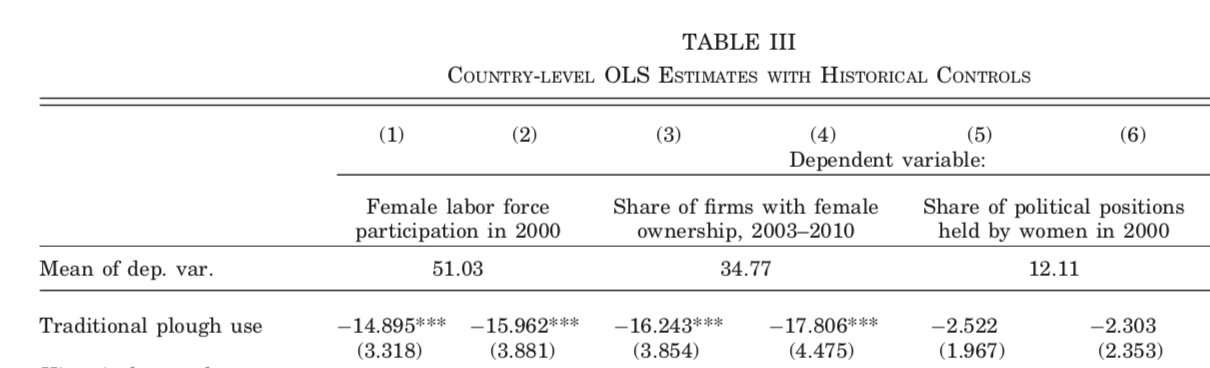 TABLE III
COUNTRY-LEVEL OLS ESTIMATES WITH HISTORICAL CONTROLS
(1) (2) (3) (4) (5) (6)
Dependent variable:
Female labor force Share of firms with female Share of political positions
participation in 2000 ownership, 2003–2010 held by women in 2000
Mean of dep. var. 51.03 34.77 12.11
Traditional plough use −14.895*** −15.962*** −16.243*** −17.806*** −2.522 −2.303
(3.318) (3.881) (3.854) (4.475) (1.967) (2.353)